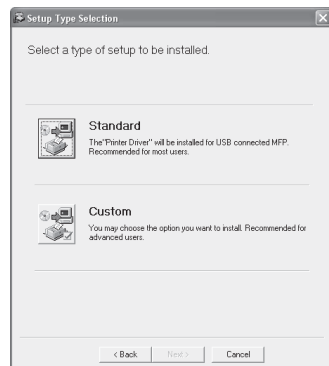 Setup Type Selection
Select a type of setup to be installed.
Standard
The"Printer Driver" will be installed for USB connected MFP.
Recommended for most users.
Custom
You may choose the option you want to install. Recommended for
advanced users.
< Back
Next >
Cancel